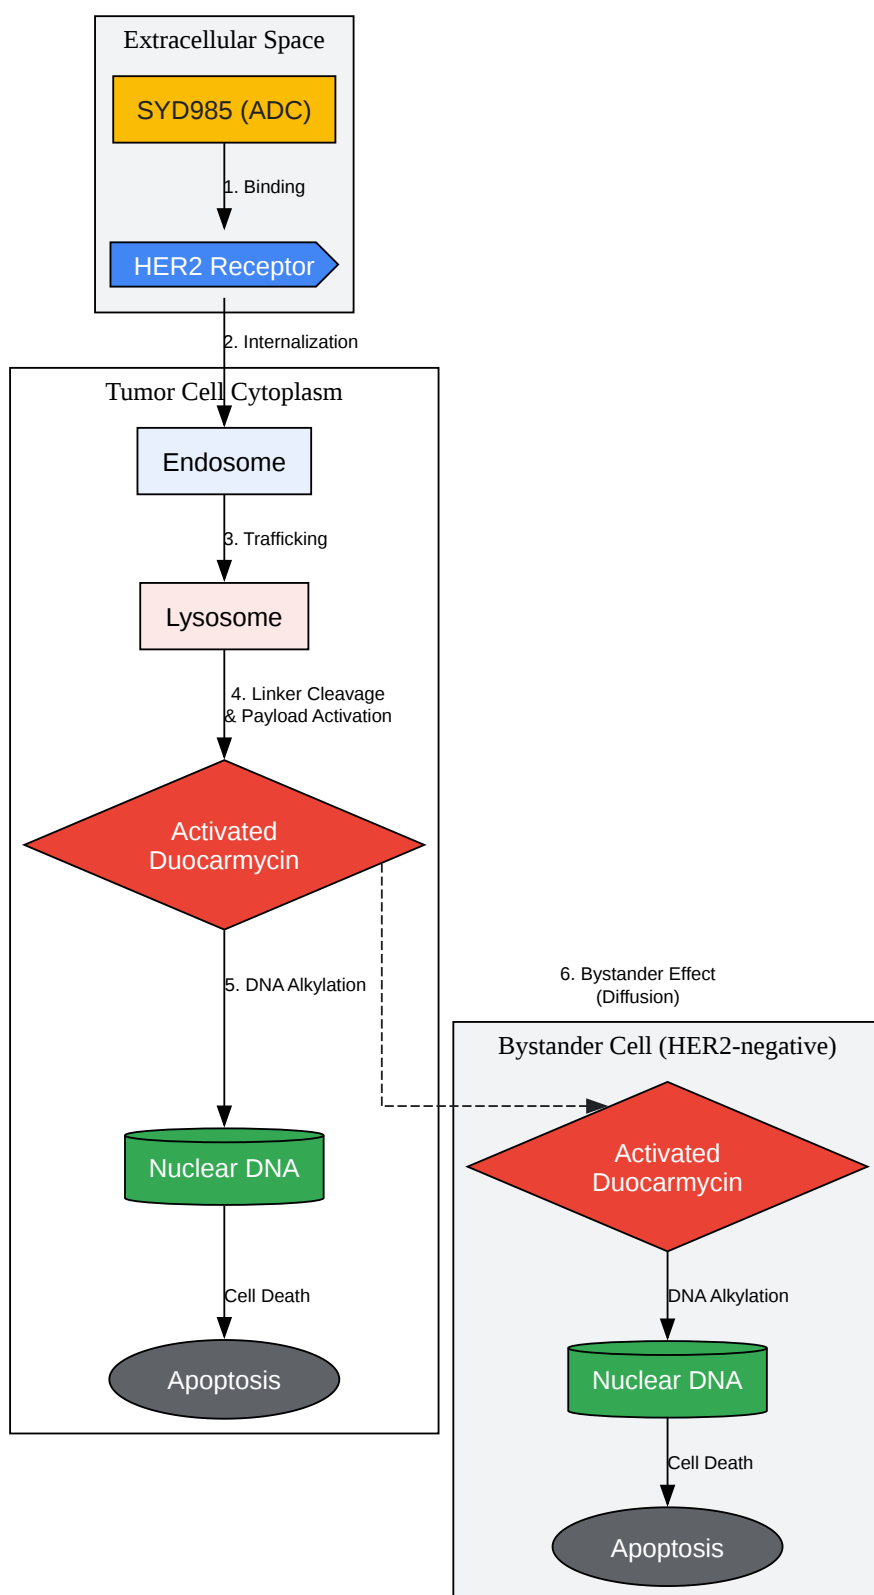 Extracellular Space
SYD985 (ADC)
1. Binding
HER2 Receptor
2. Internalization
Tumor Cell Cytoplasm
Endosome
3. Trafficking
Lysosome
4. Linker Cleavage
& Payload Activation
Activated
Duocarmycin
5. DNA Alkylation
Nuclear DNA
Cell Death
Apoptosis
6. Bystander Effect
(Diffusion)
Bystander Cell (HER2-negative)
Activated
Duocarmycin
DNA Alkylation
Nuclear DNA
Cell Death
Apoptosis